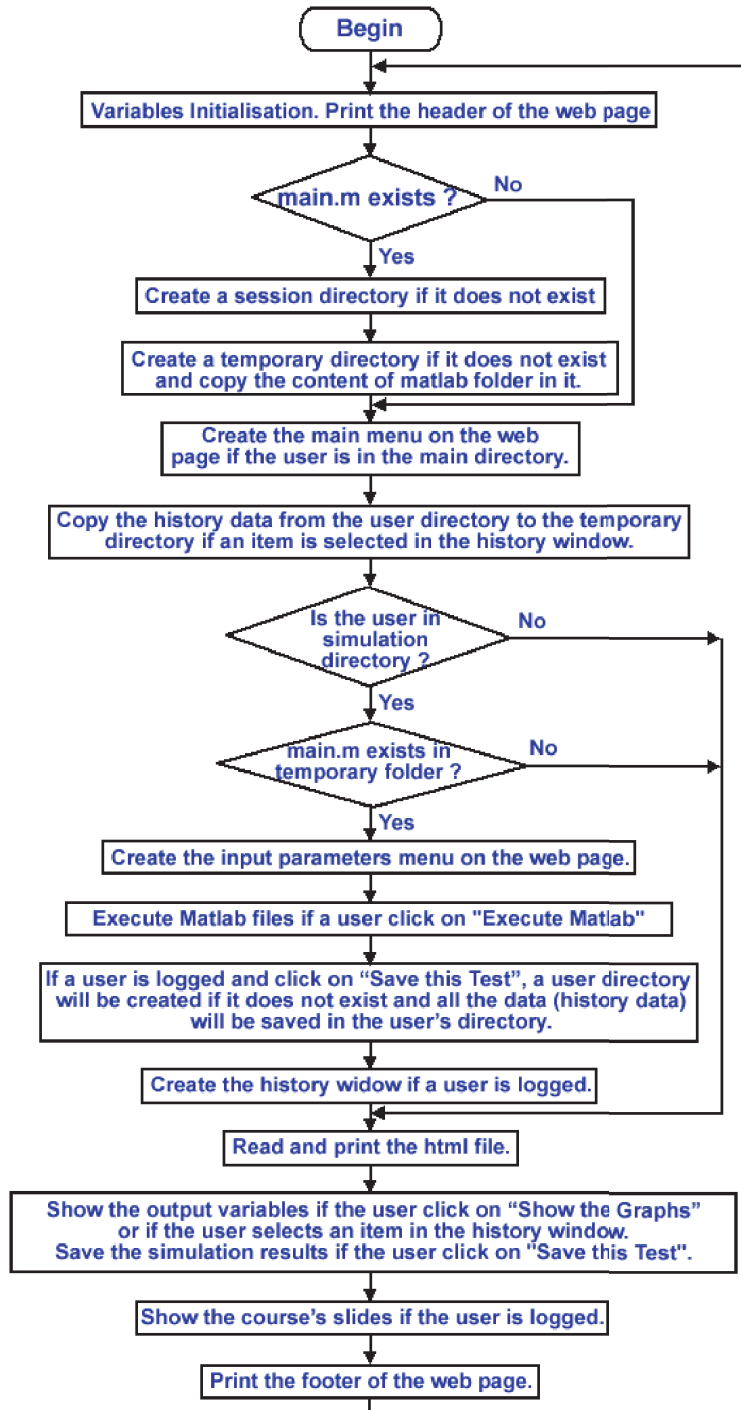 Begin
Variables Initialisation. Print the header of the web page
main.m exists ?
No
Yes
Create a session directory if it does not exist
Create a temporary directory if it does not exist
and copy the content of matlab folder in it.
Create the main menu on the web
page if the user is in the main directory.
Copy the history data from the user directory to the temporary
directory if an item is selected in the history window.
Is the user in
simulation
directory ?
No
Yes
main.m exists in
temporary folder ?
No
Yes
Create the input parameters menu on the web page.
Execute Matlab files if a user click on "Execute Matlab"
If a user is logged and click on “Save this Test”, a user directory
will be created if it does not exist and all the data (history data)
will be saved in the user’s directory.
Create the history widow if a user is logged.
Read and print the html file.
Show the output variables if the user click on “Show the Graphs”
or if the user selects an item in the history window.
Save the simulation results if the user click on "Save this Test".
Show the course’s slides if the user is logged.
Print the footer of the web page.